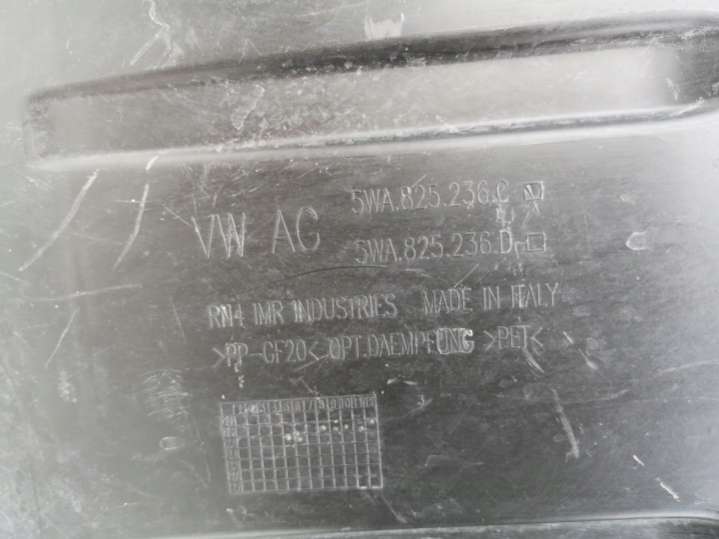 VW AG
5WA.825.236.C
5WA.825.236.D
RN4 IMR INDUSTRIES MADE IN ITALY
>PP-GF20< OPT.DAEMPFUNG >PET<